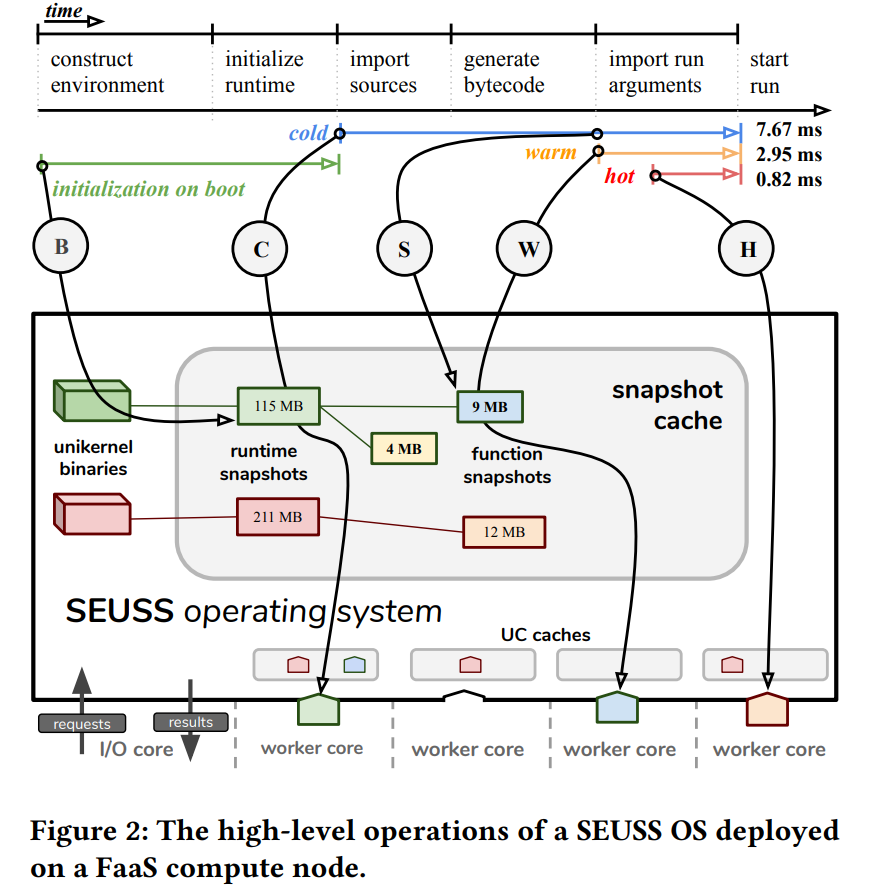 time
construct
environment
initialize
runtime
import
sources
generate
bytecode
import run
arguments
start
run
cold
7.67 ms
warm
2.95 ms
hot
0.82 ms
initialization on boot
B
C
S
W
H
snapshot
cache
115 MB
9 MB
4 MB
unikernel
binaries
runtime
snapshots
function
snapshots
211 MB
12 MB
SEUSS operating system
UC caches
requests
results
I/O core
worker core
worker core
worker core
worker core
Figure 2: The high-level operations of a SEUSS OS deployed
on a FaaS compute node.